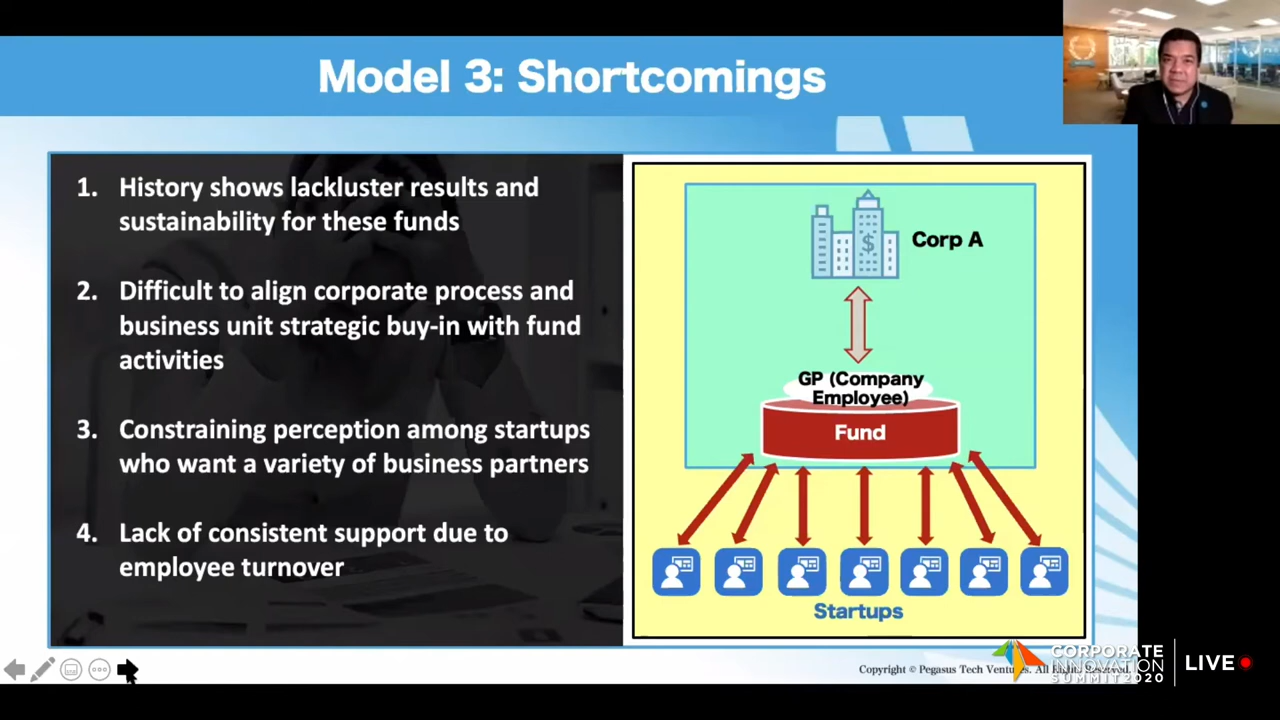 Model 3: Shortcomings
1. History shows lackluster results and
sustainability for these funds
2. Difficult to align corporate process and
business unit strategic buy-in with fund
activities
3. Constraining perception among startups
who want a variety of business partners
4. Lack of consistent support due to
employee turnover
$
Corp A
GP (Company
Employee)
Fund
Startups
Copyright © Pegasus Tech Ventures. All Rights Reserved.
CORPORATE
INNOVATION
SUMMIT2020
LIVE